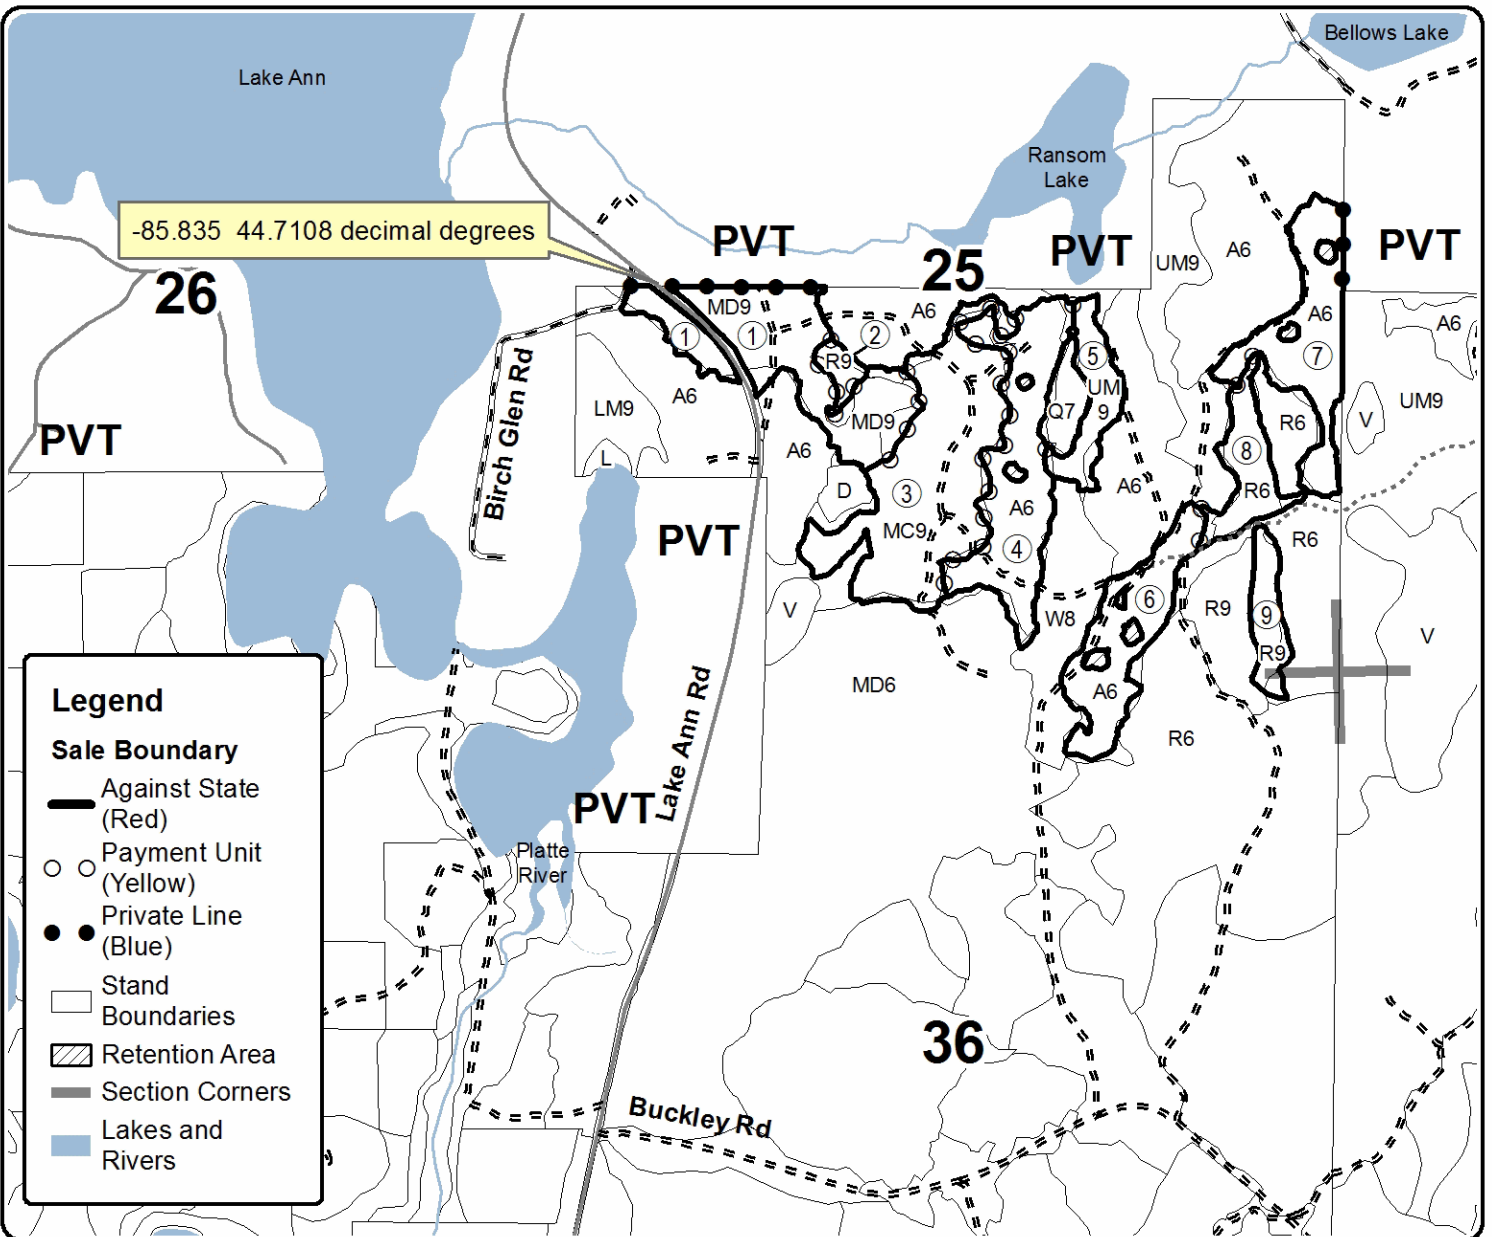 Bellows Lake
Lake Ann
Ransom
Lake
-85.835  44.7108 decimal degrees
PVT
25
PVT
PVT
UM9
A6
26
MD9
A6
A6
A6
1
1
2
R9
5
7
UM
9
LM9
A6
Q7
UM9
MD9
R6
V
PVT
Birch Glen Rd
A6
8
L
D
3
A6
R6
A6
MC9
PVT
4
R6
6
V
W8
R9
9
V
R9
MD6
A6
R6
Lake Ann Rd
PVT
Platte
River
36
Buckley Rd
Legend
Sale Boundary
Against State
(Red)
Payment Unit
(Yellow)
Private Line
(Blue)
Stand
Boundaries
Retention Area
Section Corners
Lakes and
Rivers